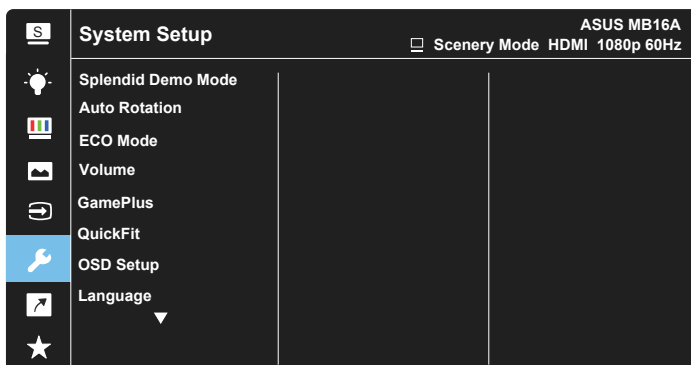 S
System Setup
ASUS MB16A
Scenery Mode HDMI 1080p 60Hz
Splendid Demo Mode
Auto Rotation
ECO Mode
Volume
GamePlus
QuickFit
OSD Setup
Language